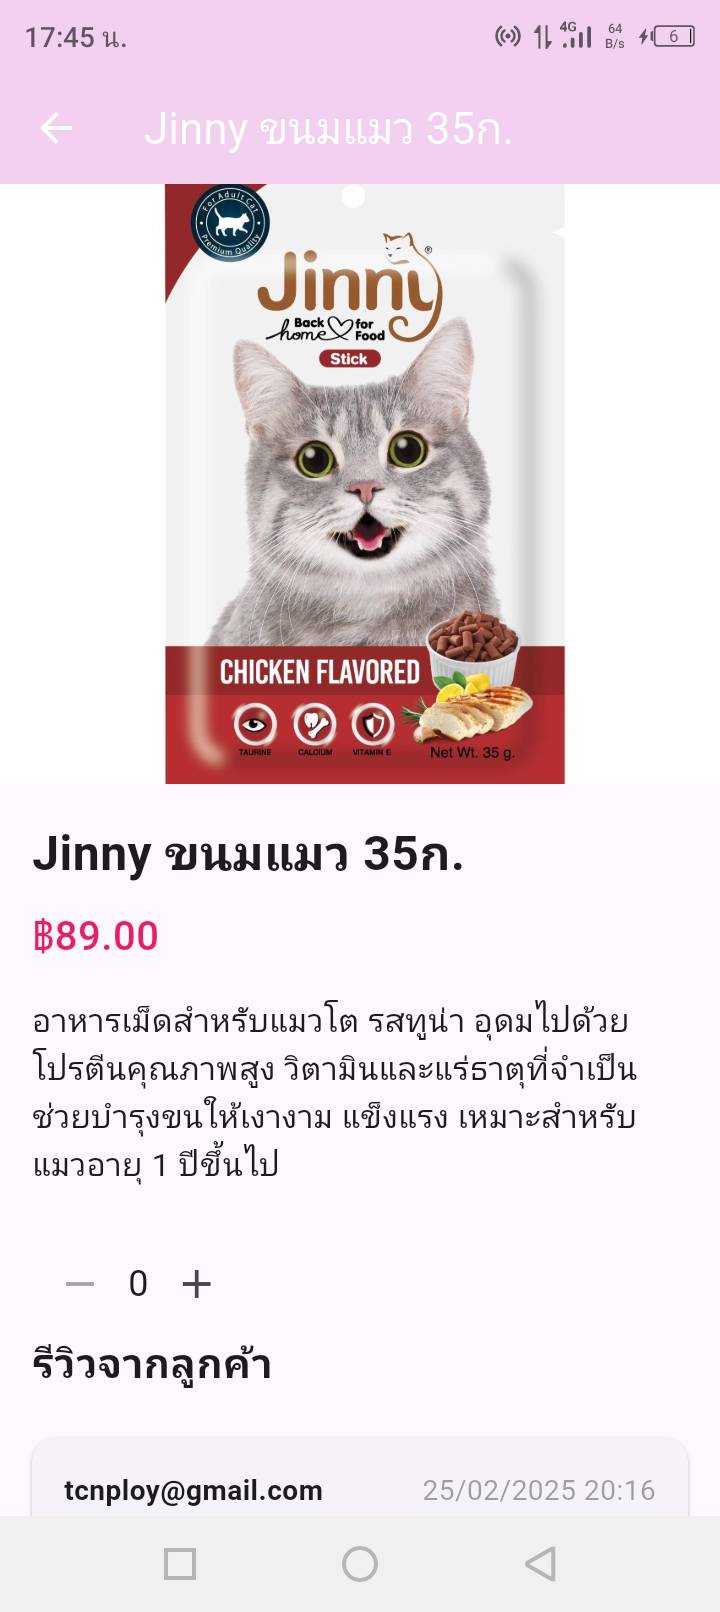 17:45 น.
4G
64
B/s
6
Jinny ขนมแมว 35ก.
For Adult Cat
Premium Quality
Jinny
®
Back home for Food
Stick
CHICKEN FLAVORED
TAURINE CALCIUM VITAMIN E
Net Wt. 35 g.
Jinny ขนมแมว 35ก.
฿89.00
อาหารเม็ดสำหรับแมวโต รสทูน่า อุดมไปด้วย
โปรตีนคุณภาพสูง วิตามินและแร่ธาตุที่จำเป็น
ช่วยบำรุงขนให้เงางาม แข็งแรง เหมาะสำหรับ
แมวอายุ 1 ปีขึ้นไป
0
รีวิวจากลูกค้า
tcnploy@gmail.com 25/02/2025 20:16